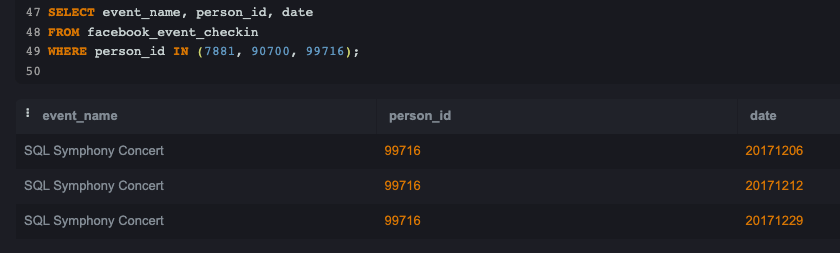 47 SELECT event_name, person_id, date
48 FROM facebook_event_checkin
49 WHERE person_id IN (7881, 90700, 99716);
50
event_name person_id date
SQL Symphony Concert 99716 20171206
SQL Symphony Concert 99716 20171212
SQL Symphony Concert 99716 20171229